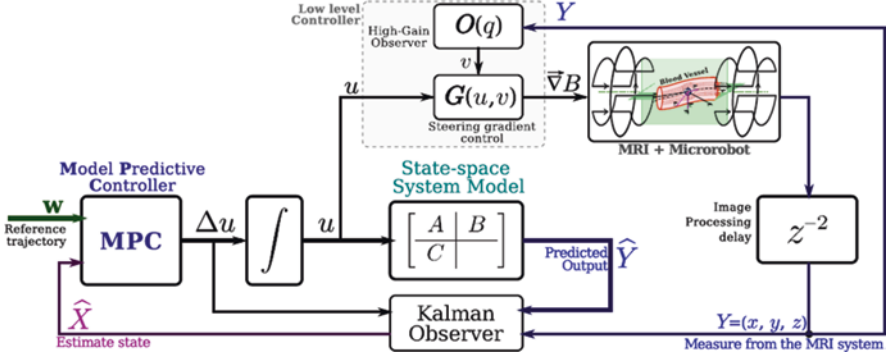 Low level
Controller
High-Gain
Observer
O(q)
Y
v
u
G(u,v)
∇⃗B
Steering gradient
control
Blood Vessel
MRI + Microrobot
Model Predictive
Controller
State-space
System Model
Image
Processing
delay
z⁻²
w
Reference
trajectory
MPC
Δu
∫
u
A B
C
Predicted
Output
Ŷ
X̂
Estimate state
Kalman
Observer
Y=(x, y, z)
Measure from the MRI system